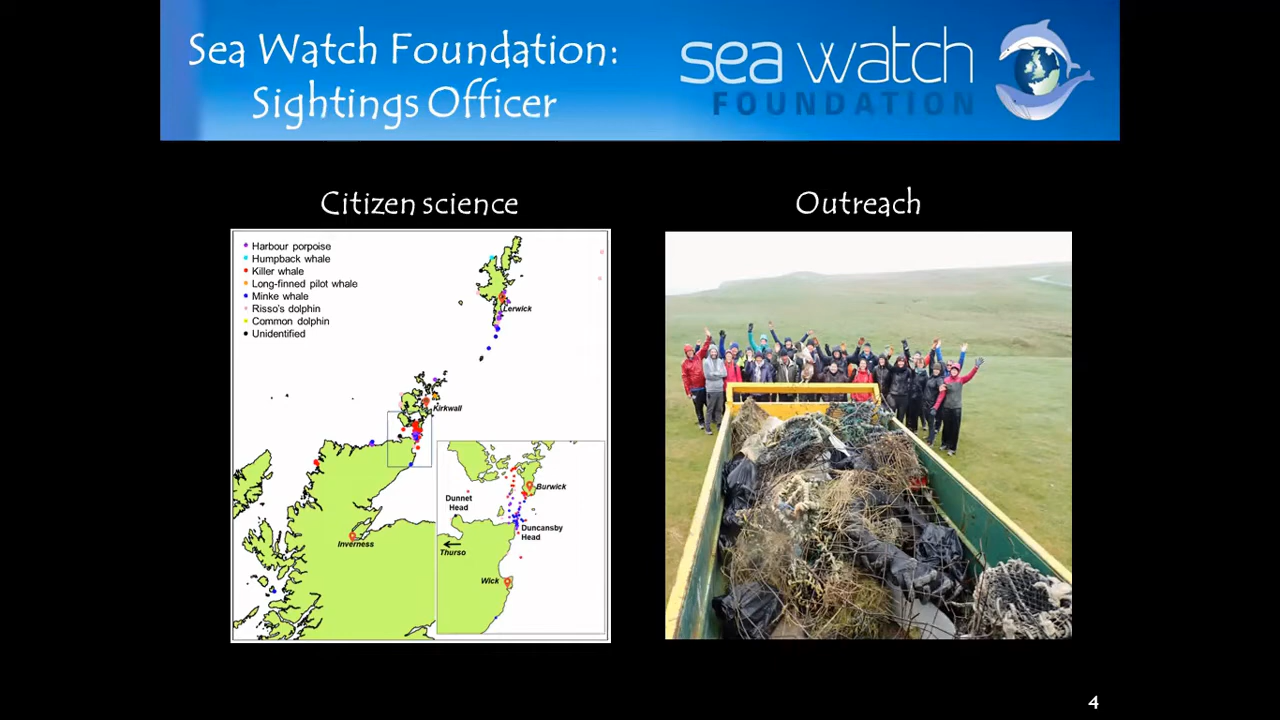 Sea Watch Foundation:
Sightings Officer
sea watch
FOUNDATION
Citizen science
Outreach
Harbour porpoise
Humpback whale
Killer whale
Long-finned pilot whale
Minke whale
Risso's dolphin
Common dolphin
Unidentified
Lerwick
Kirkwall
Burwick
Dunnet
Head
Duncansby
Head
Thurso
Inverness
Wick
4